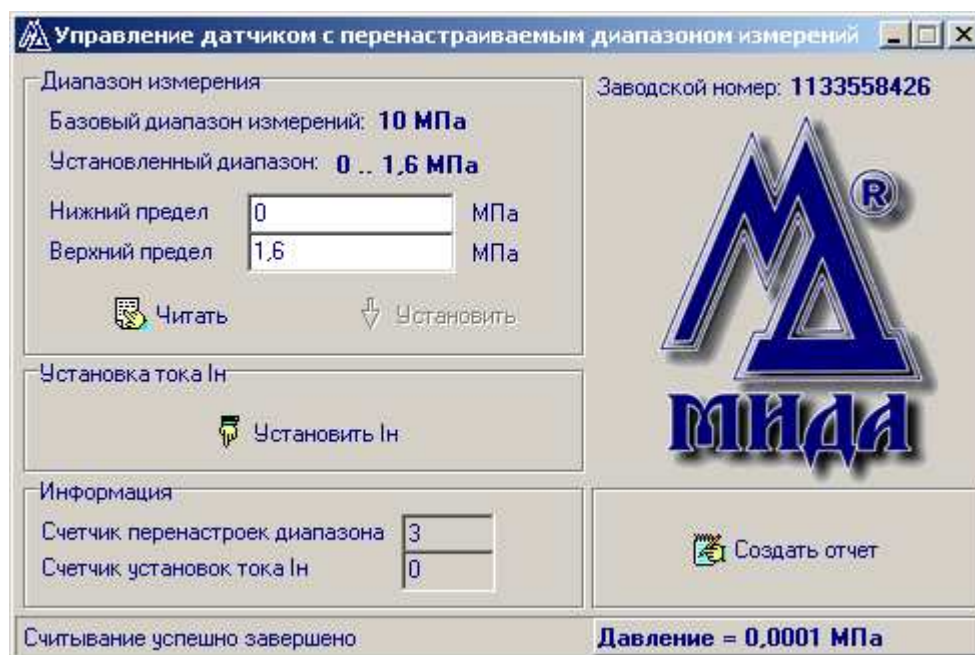 Управление датчиком с перенастраиваемым диапазоном измерений
Диапазон измерения
Базовый диапазон измерений: 10 МПа
Установленный диапазон: 0 .. 1,6 МПа
Нижний предел 0 МПа
Верхний предел 1,6 МПа
Читать Установить
Установка тока Iн
Установить Iн
Информация
Счетчик перенастроек диапазона 3
Счетчик установок тока Iн 0
Заводской номер: 1133558426
®
МИДА
Создать отчет
Считывание успешно завершено
Давление = 0,0001 МПа